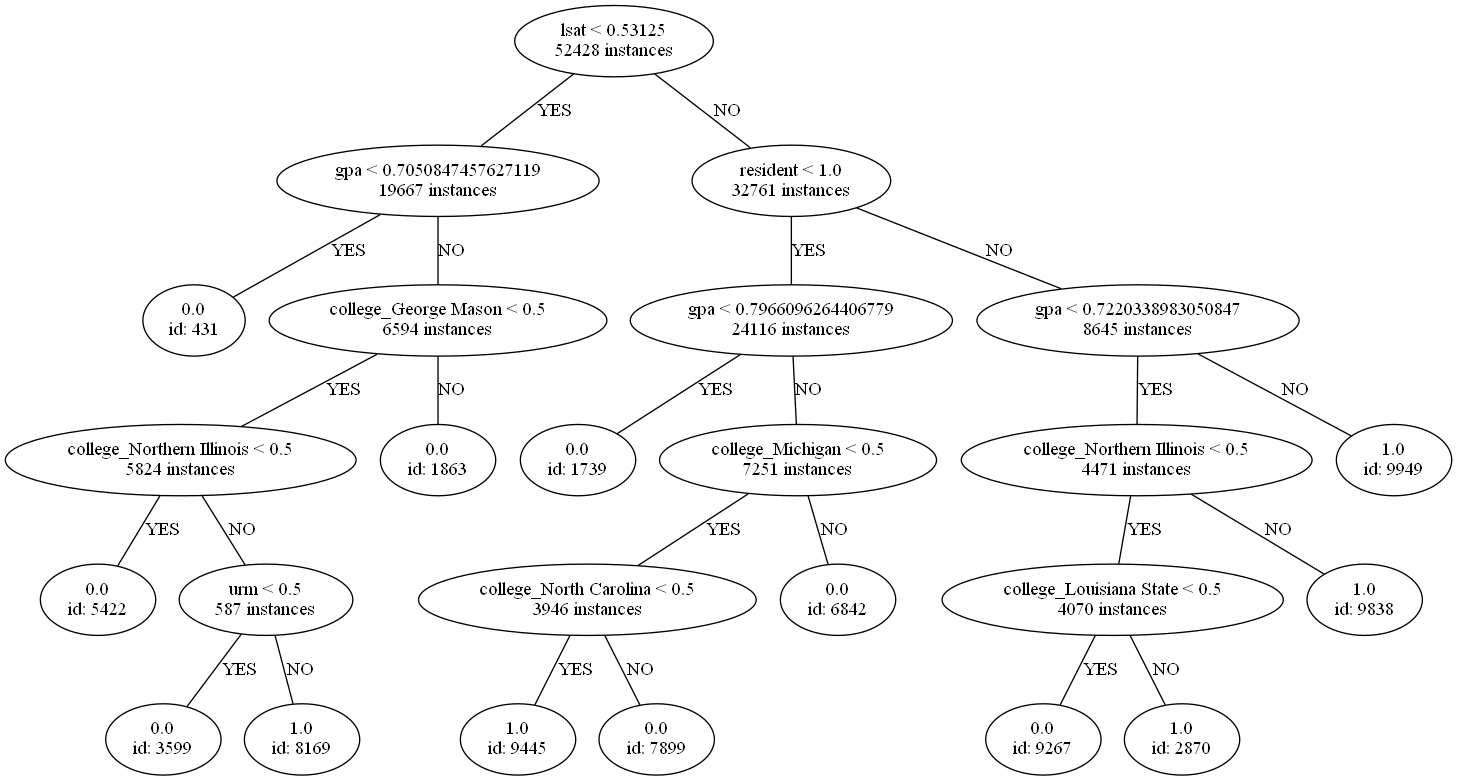 lsat < 0.53125
52428 instances
YES
NO
gpa < 0.7050847457627119
19667 instances
resident < 1.0
32761 instances
YES
NO
YES
NO
0.0
id: 431
college_George Mason < 0.5
6594 instances
gpa < 0.7966096264406779
24116 instances
gpa < 0.7220338983050847
8645 instances
YES
NO
YES
NO
YES
NO
college_Northern Illinois < 0.5
5824 instances
0.0
id: 1863
0.0
id: 1739
college_Michigan < 0.5
7251 instances
college_Northern Illinois < 0.5
4471 instances
1.0
id: 9949
YES
NO
YES
NO
YES
NO
0.0
id: 5422
urm < 0.5
587 instances
college_North Carolina < 0.5
3946 instances
0.0
id: 6842
college_Louisiana State < 0.5
4070 instances
1.0
id: 9838
YES
NO
YES
NO
YES
NO
0.0
id: 3599
1.0
id: 8169
1.0
id: 9445
0.0
id: 7899
0.0
id: 9267
1.0
id: 2870